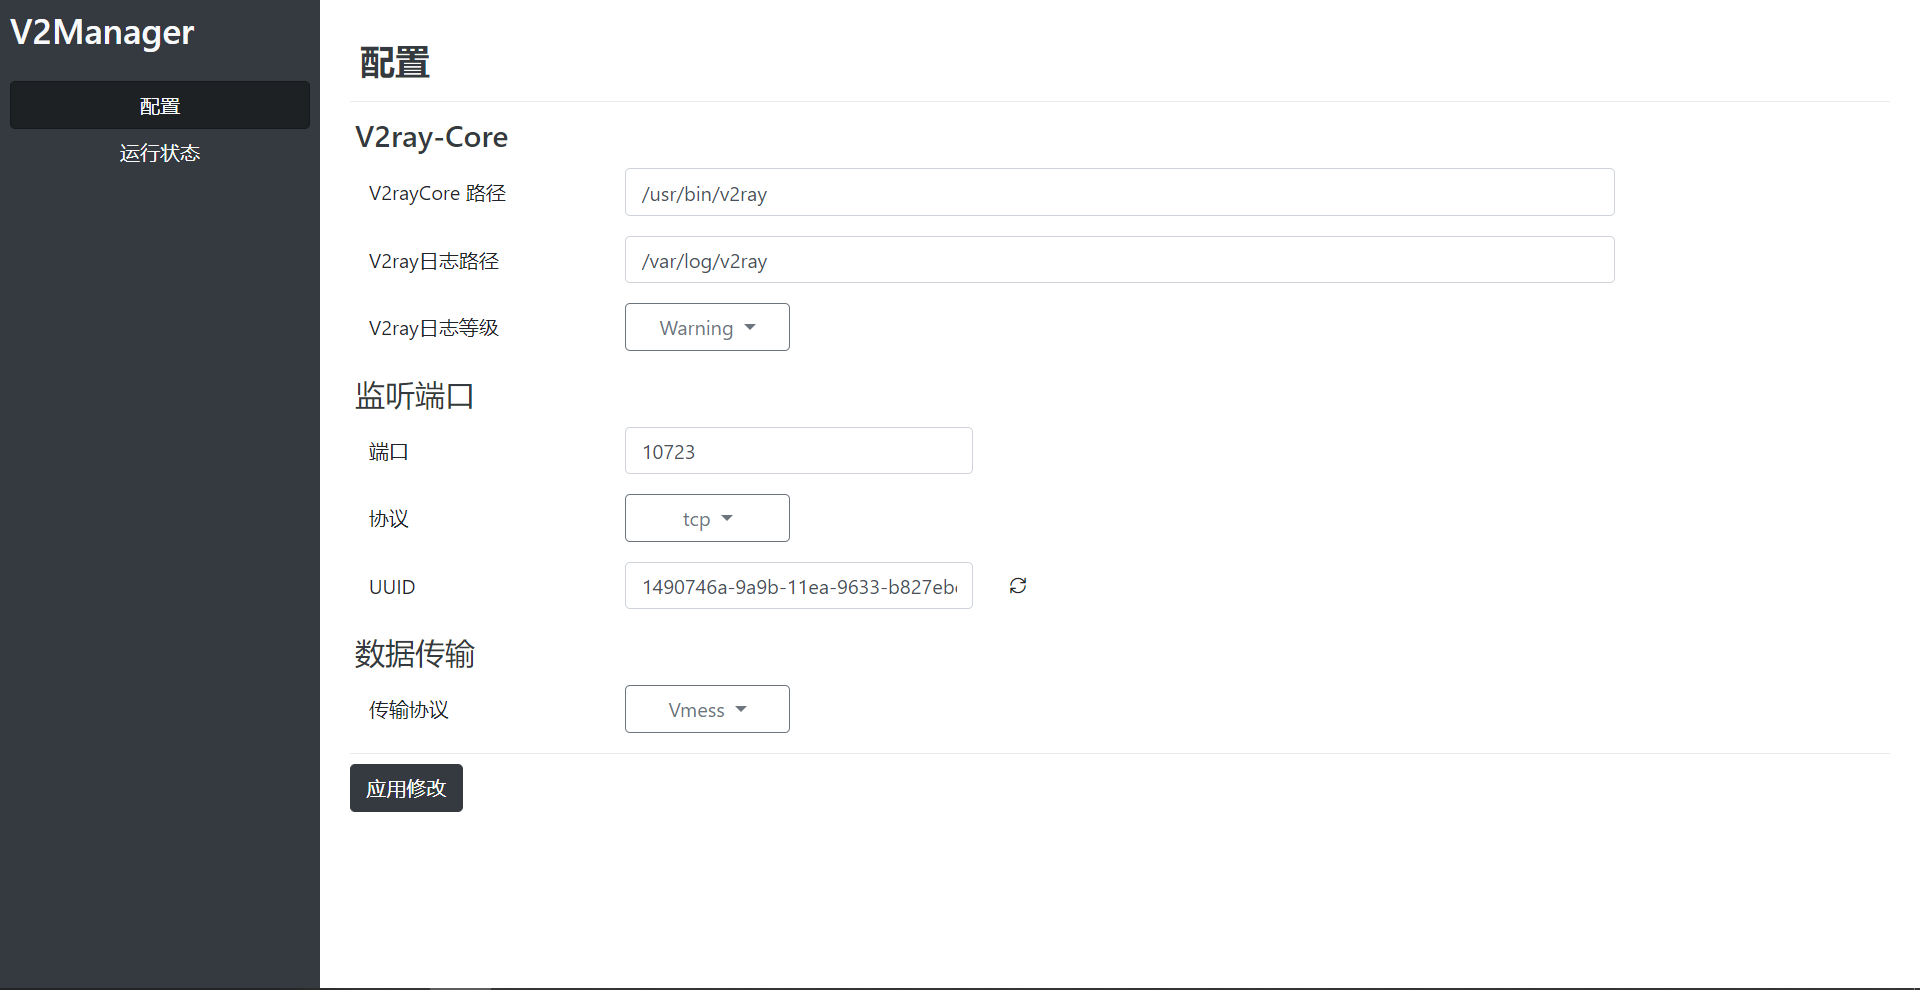 V2Manager
配置
运行状态
配置
V2ray-Core
V2rayCore 路径
/usr/bin/v2ray
V2ray日志路径
/var/log/v2ray
V2ray日志等级
Warning
监听端口
端口
10723
协议
tcp
UUID
1490746a-9a9b-11ea-9633-b827eb
数据传输
传输协议
Vmess
应用修改